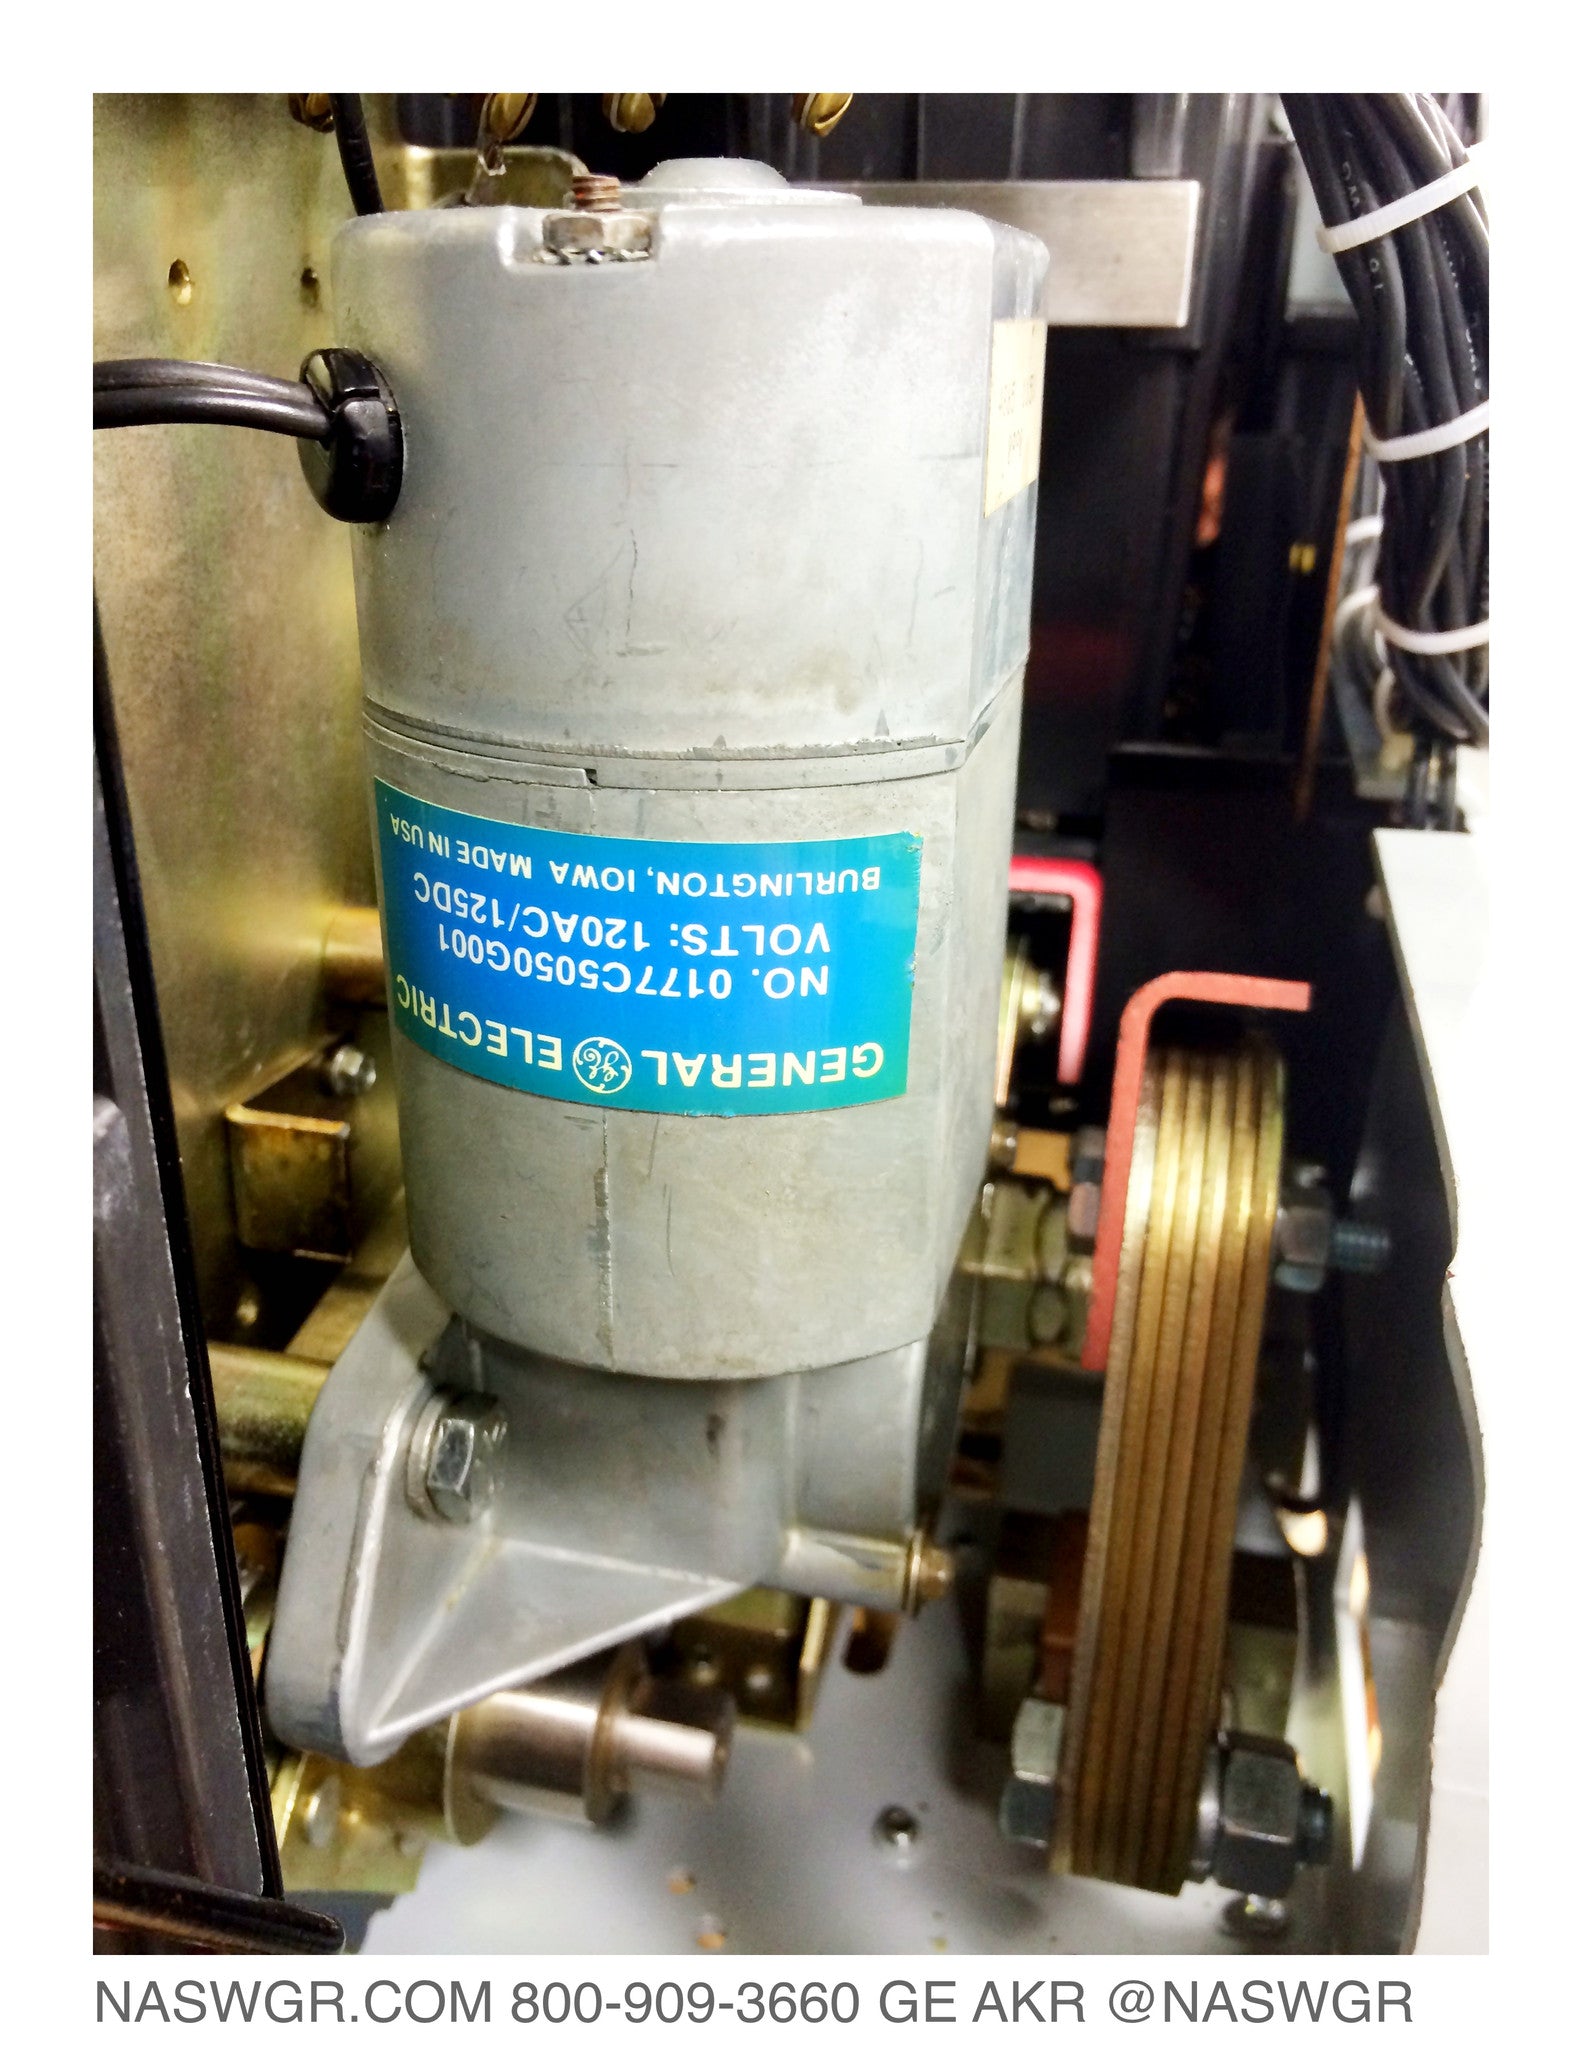 GENERAL GE ELECTRIC
NO. 0177C5050G001
VOLTS: 120AC/125DC
BURLINGTON, IOWA MADE IN USA
NASWGR.COM 800-909-3660 GE AKR @NASWGR